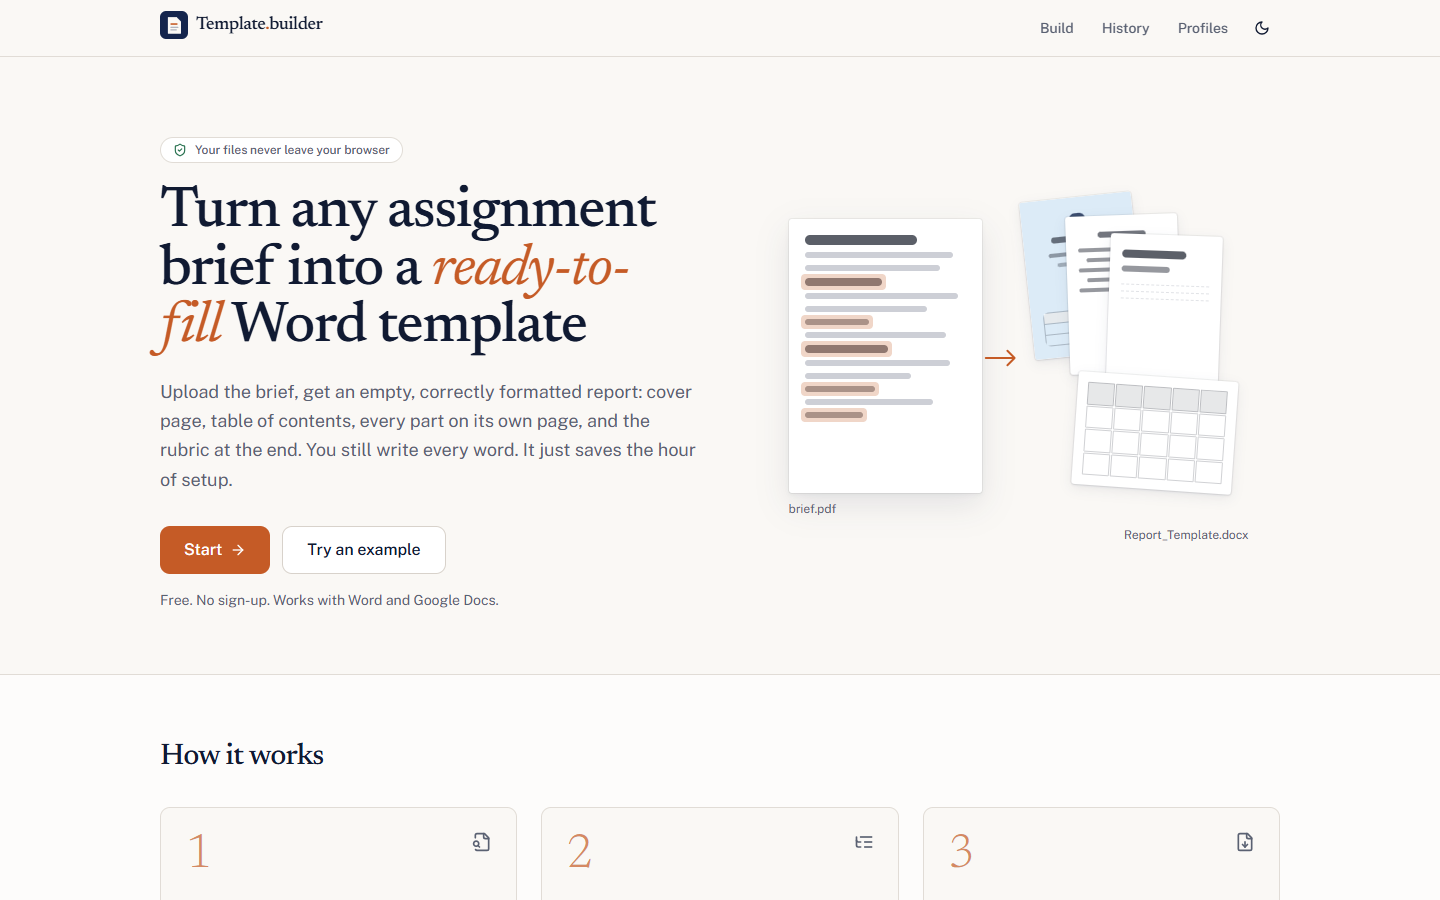 Template.builder
Build
History
Profiles
Your files never leave your browser
Turn any assignment
brief into a ready-to-
fill Word template
Upload the brief, get an empty, correctly formatted report: cover
page, table of contents, every part on its own page, and the
rubric at the end. You still write every word. It just saves the hour
of setup.
Start
Try an example
Free. No sign-up. Works with Word and Google Docs.
brief.pdf
Report_Template.docx
How it works
1
2
3